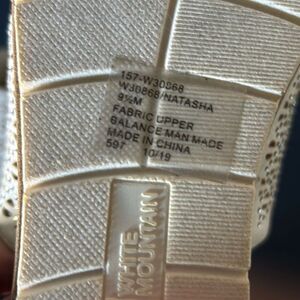 157-W30868
W30868/NATASHA
9½M
FABRIC UPPER
BALANCE MAN MADE
MADE IN CHINA
597 10/19
WHITE
MOUNTAIN